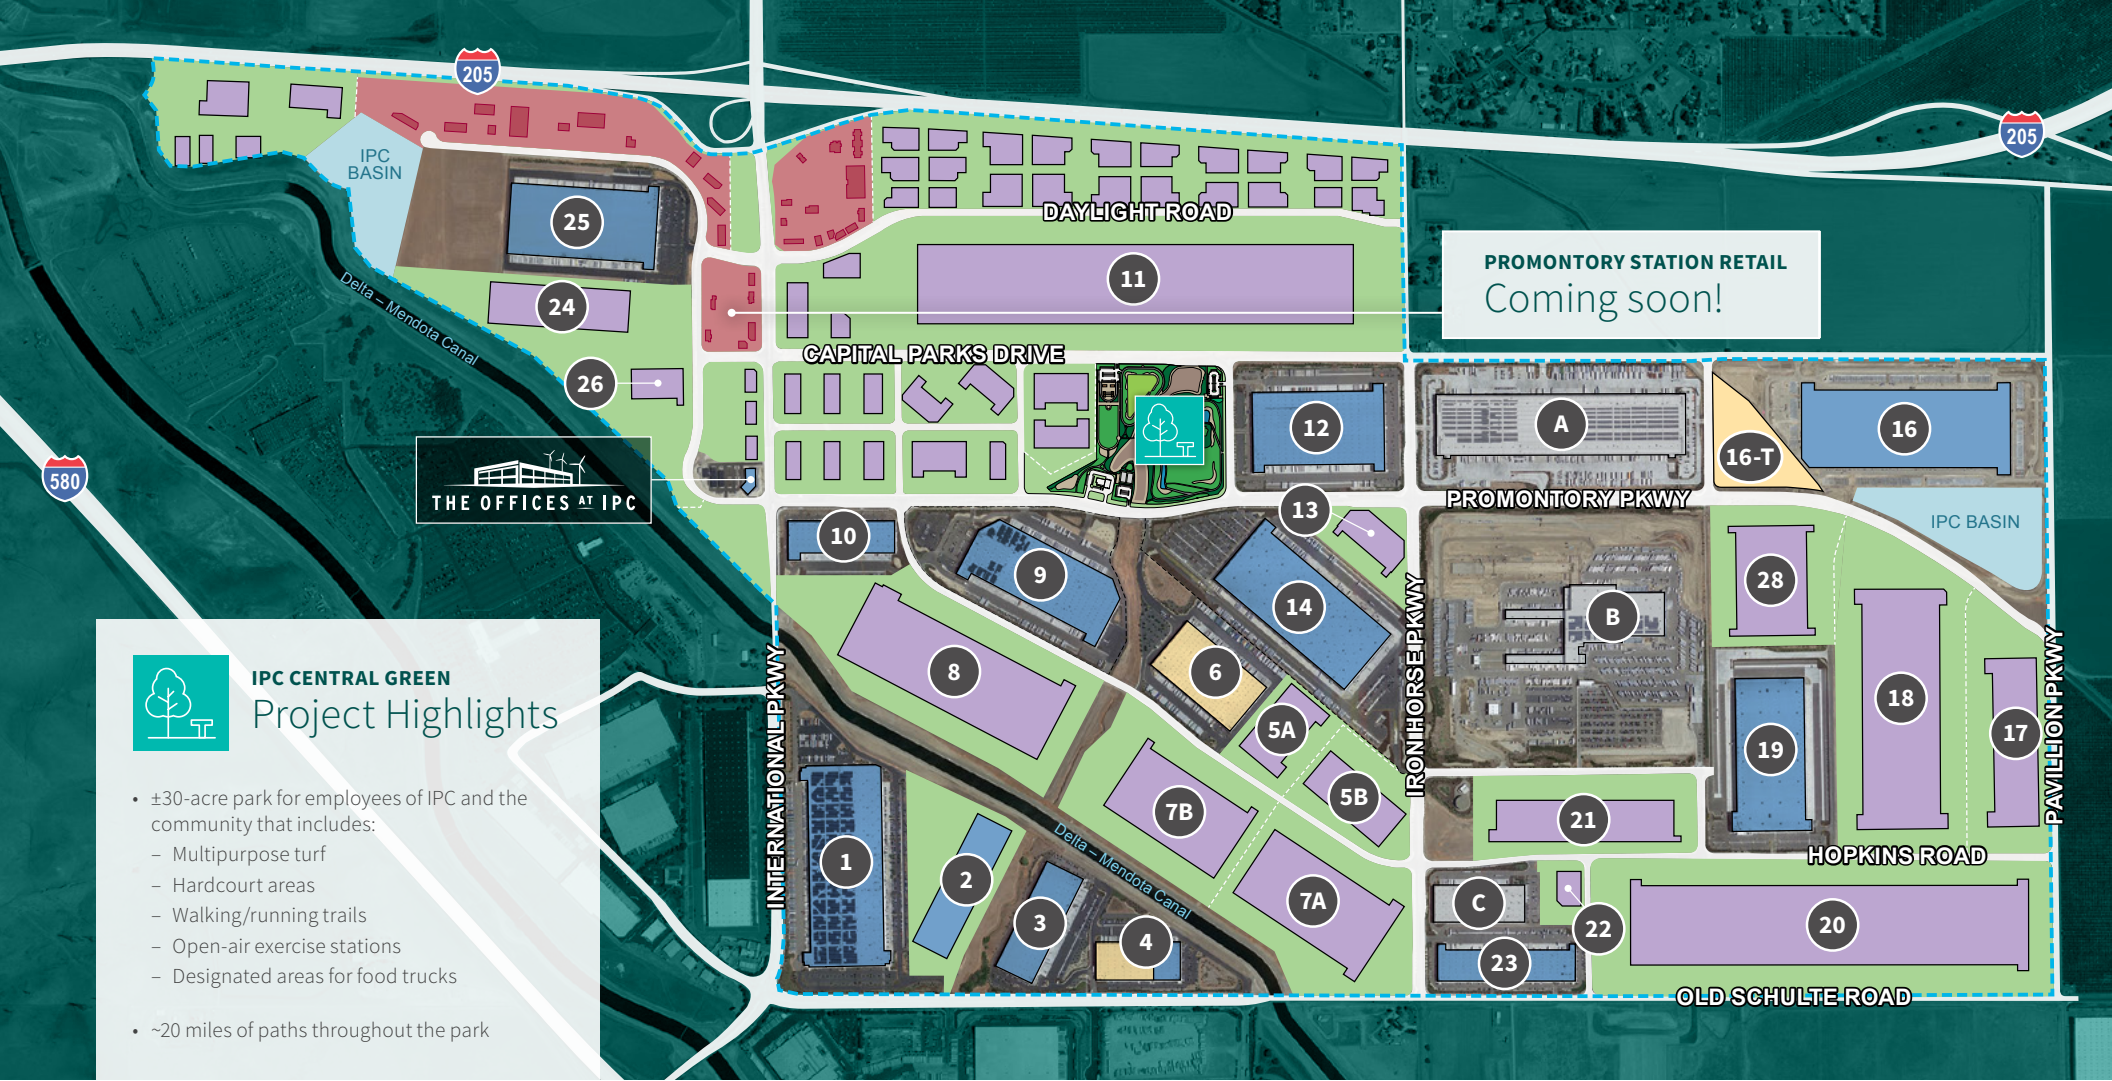 205
205
IPC
BASIN
25
DAYLIGHT ROAD
PROMONTORY STATION RETAIL
Coming soon!
11
24
Delta – Mendota Canal
CAPITAL PARKS DRIVE
26
12
A
16-T
16
580
THE OFFICES AT IPC
PROMONTORY PKWY
13
IPC BASIN
10
9
14
28
B
IRON HORSE PKWY
8
6
5A
18
17
PAVILION PKWY
19
INTERNATIONAL PKWY
7B
5B
21
HOPKINS ROAD
1
2
3
4
Delta – Mendota Canal
7A
C
22
20
23
OLD SCHULTE ROAD
IPC CENTRAL GREEN
Project Highlights
• ±30-acre park for employees of IPC and the
community that includes:
– Multipurpose turf
– Hardcourt areas
– Walking/running trails
– Open-air exercise stations
– Designated areas for food trucks
• ~20 miles of paths throughout the park